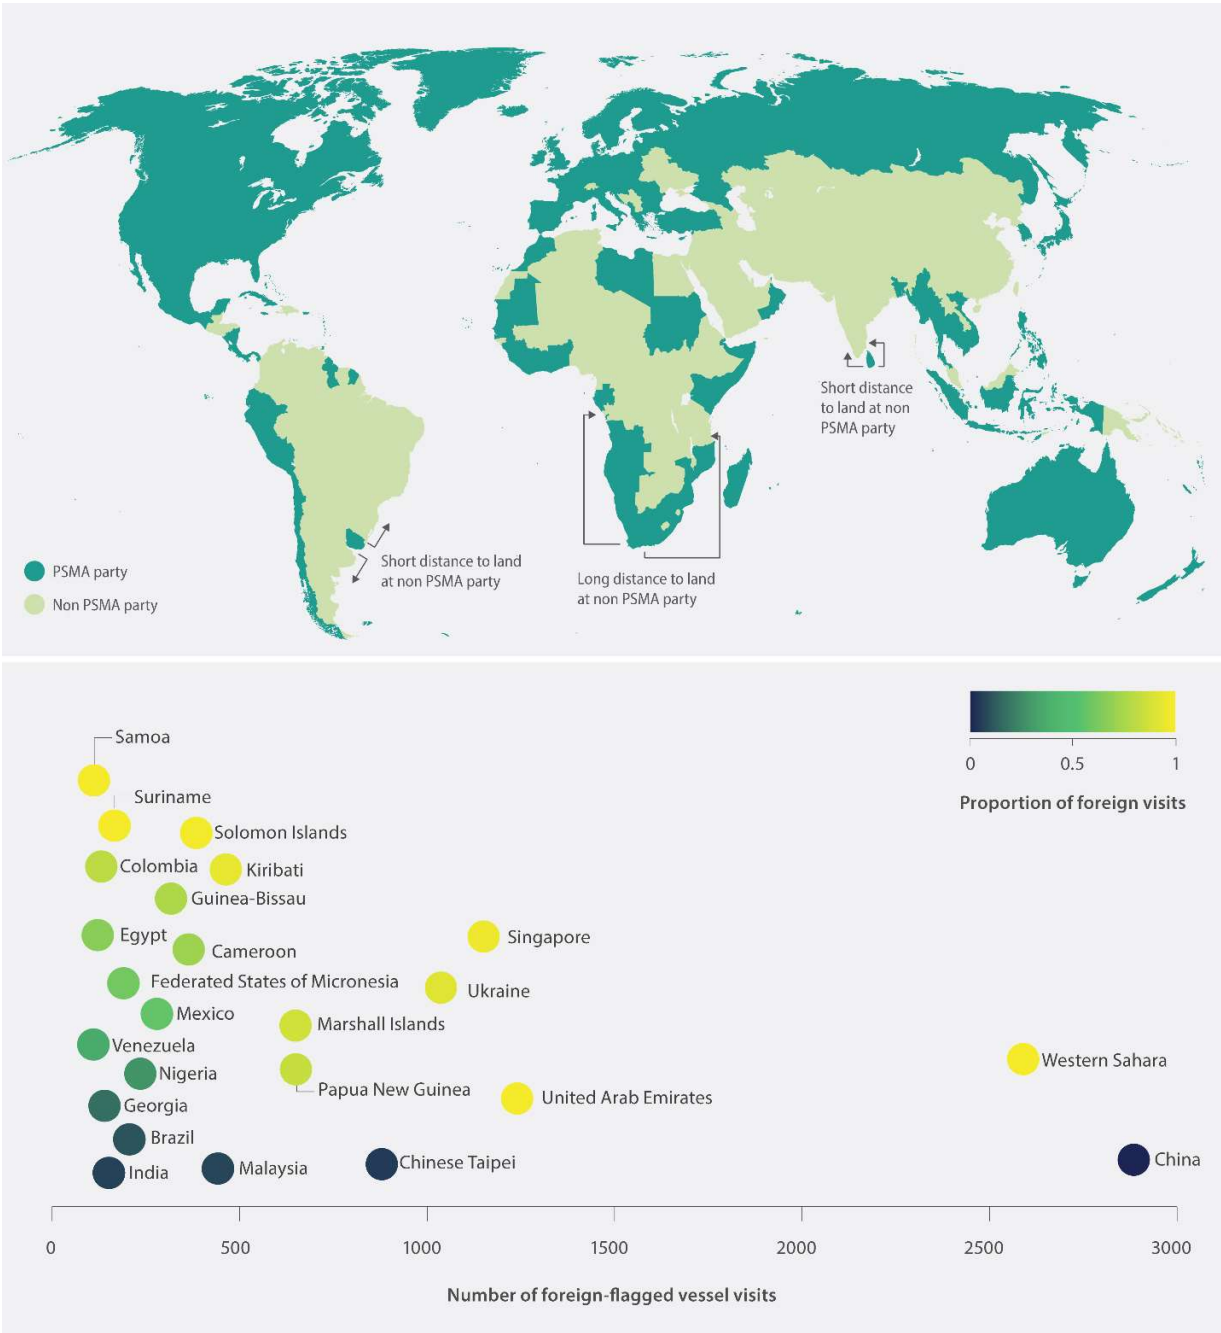 Short distance
to land at non
PSMA party
Short distance to land
at non PSMA party
Long distance to land
at non PSMA party
PSMA party
Non PSMA party
0
0.5
1
Proportion of foreign visits
Samoa
Suriname
Solomon Islands
Colombia
Kiribati
Guinea-Bissau
Egypt
Cameroon
Singapore
Federated States of Micronesia
Ukraine
Mexico
Marshall Islands
Venezuela
Western Sahara
Nigeria
Papua New Guinea
United Arab Emirates
Georgia
Brazil
India
Malaysia
Chinese Taipei
China
0
500
1000
1500
2000
2500
3000
Number of foreign-flagged vessel visits